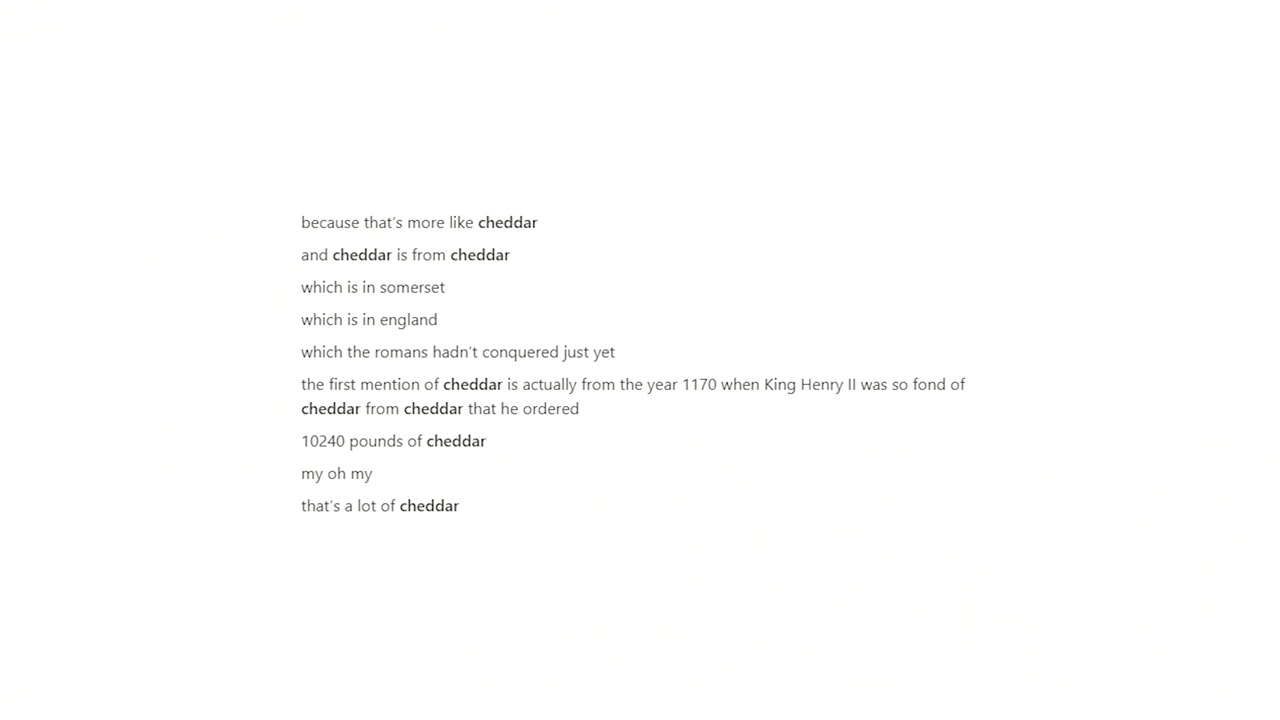 because that's more like cheddar
and cheddar is from cheddar
which is in somerset
which is in england
which the romans hadn't conquered just yet
the first mention of cheddar is actually from the year 1170 when King Henry II was so fond of
cheddar from cheddar that he ordered
10240 pounds of cheddar
my oh my
that's a lot of cheddar